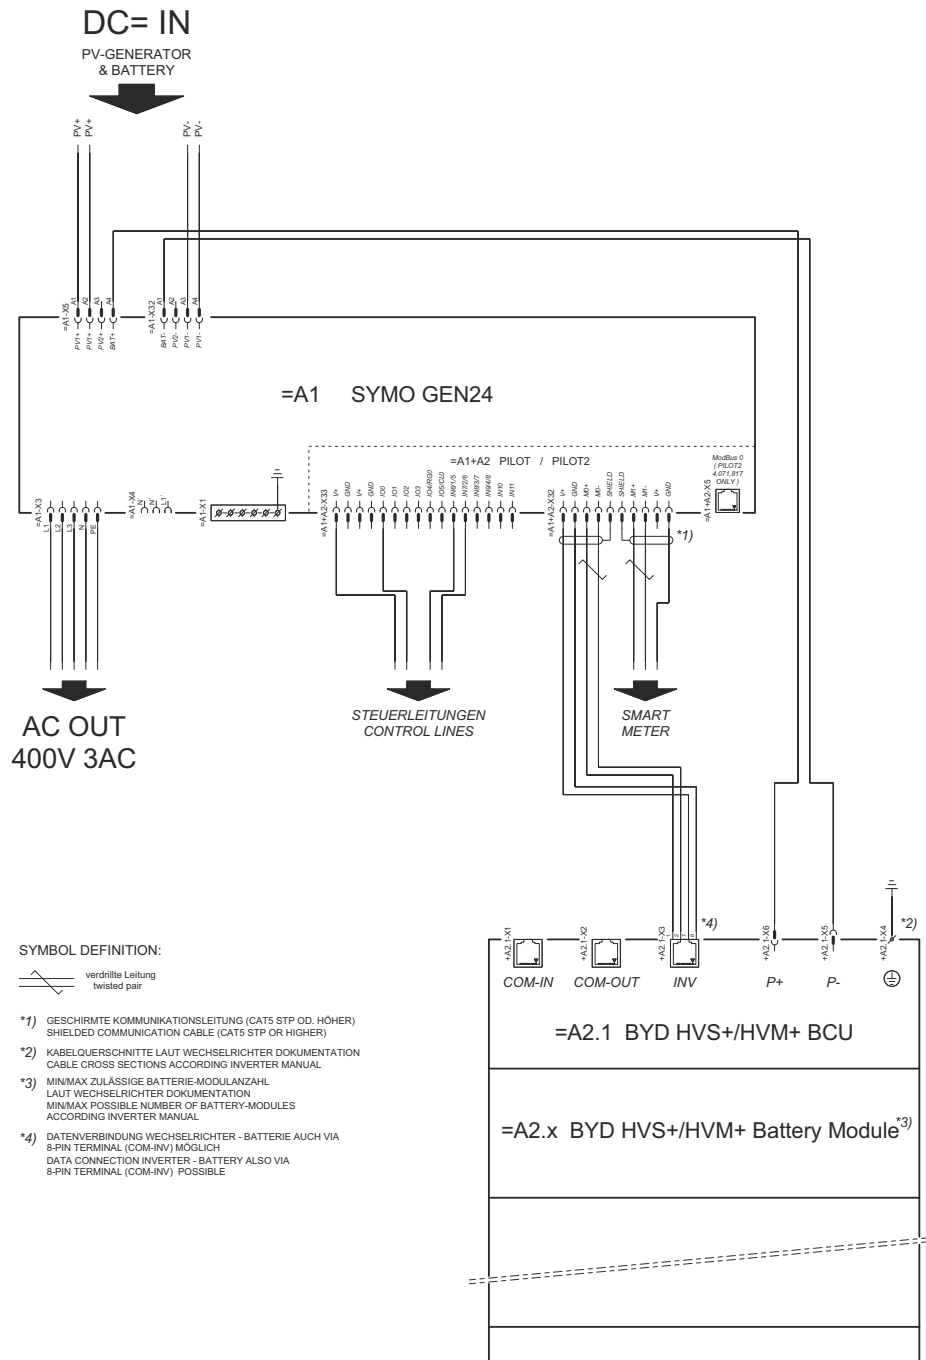 DC= IN
PV-GENERATOR
& BATTERY
PV+
PV+
PV-
PV-
=A1-X5
A1
A2
A3
A4
PV1+
PV1+
PV2+
BAT+
=A1-X32
A1
A2
A3
A4
BAT-
PV2-
PV1-
PV1-
=A1 SYMO GEN24
=A1+A2 PILOT / PILOT2
ModBus 0
( PILOT2
4,071,817
ONLY )
=A1+A2-X5
=A1-X3
L1
L2
L3
N
PE
=A1-X4
N
N'
L1'
=A1-X1
=A1+A2-X33
V+
GND
V+
GND
IO0
IO1
IO2
IO3
IO4/RG0
IO5/CL0
IN6/1/5
IN7/2/6
IN8/3/7
IN9/4/8
IN10
IN11
=A1+A2-X32
V+
GND
M0+
M0-
SHIELD
SHIELD
M1+
M1-
V+
GND
*1)
AC OUT
400V 3AC
STEUERLEITUNGEN
CONTROL LINES
SMART
METER
+A2.1-X1
COM-IN
+A2.1-X2
COM-OUT
+A2.1-X3
1
2
7
8
*4)
INV
+A2.1-X6
P+
+A2.1-X5
P-
+A2.1-X4
*2)
=A2.1 BYD HVS+/HVM+ BCU
=A2.x BYD HVS+/HVM+ Battery Module*3)
SYMBOL DEFINITION:
verdrillte Leitung
twisted pair
*1) GESCHIRMTE KOMMUNIKATIONSLEITUNG (CAT5 STP OD. HÖHER)
SHIELDED COMMUNICATION CABLE (CAT5 STP OR HIGHER)
*2) KABELQUERSCHNITTE LAUT WECHSELRICHTER DOKUMENTATION
CABLE CROSS SECTIONS ACCORDING INVERTER MANUAL
*3) MIN/MAX ZULÄSSIGE BATTERIE-MODULANZAHL
LAUT WECHSELRICHTER DOKUMENTATION
MIN/MAX POSSIBLE NUMBER OF BATTERY-MODULES
ACCORDING INVERTER MANUAL
*4) DATENVERBINDUNG WECHSELRICHTER - BATTERIE AUCH VIA
8-PIN TERMINAL (COM-INV) MÖGLICH
DATA CONNECTION INVERTER - BATTERY ALSO VIA
8-PIN TERMINAL (COM-INV) POSSIBLE